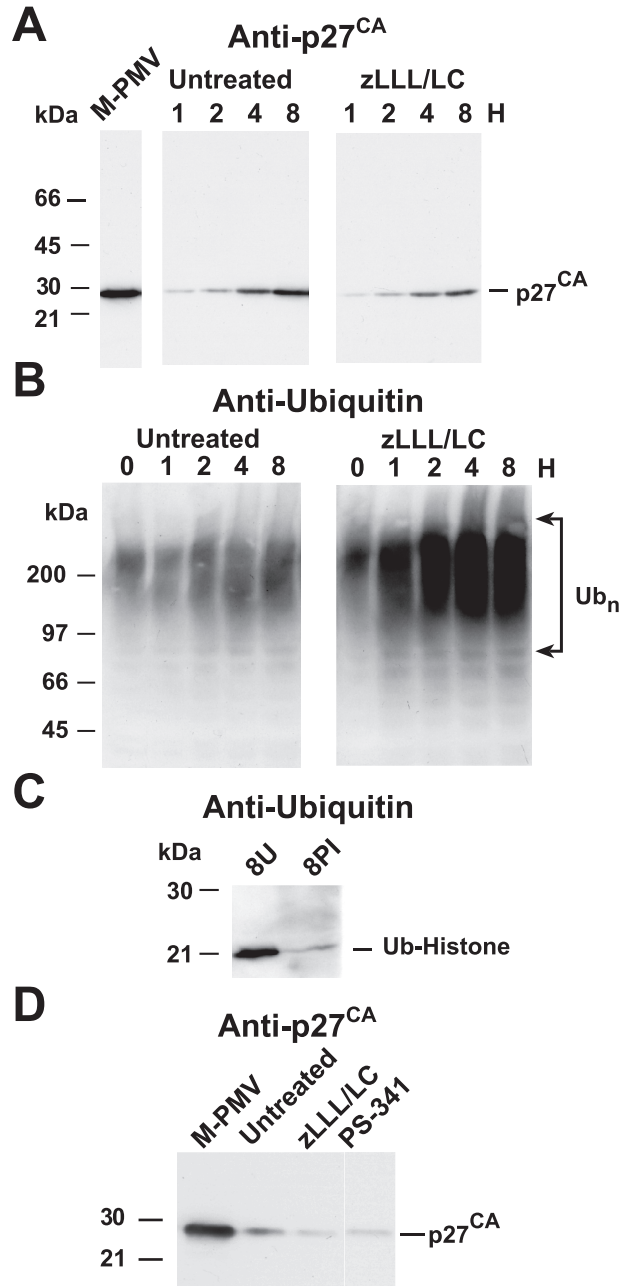 A
Anti-p27CA
M-PMV
Untreated
zLLL/LC
kDa
1 2 4 8
1 2 4 8 H
66
45
30
21
p27CA
B
Anti-Ubiquitin
Untreated
zLLL/LC
0 1 2 4 8
0 1 2 4 8 H
kDa
200
97
66
45
Ubn
C
Anti-Ubiquitin
kDa
8U
8PI
30
21
Ub-Histone
D
Anti-p27CA
M-PMV
Untreated
zLLL/LC
PS-341
30
21
p27CA